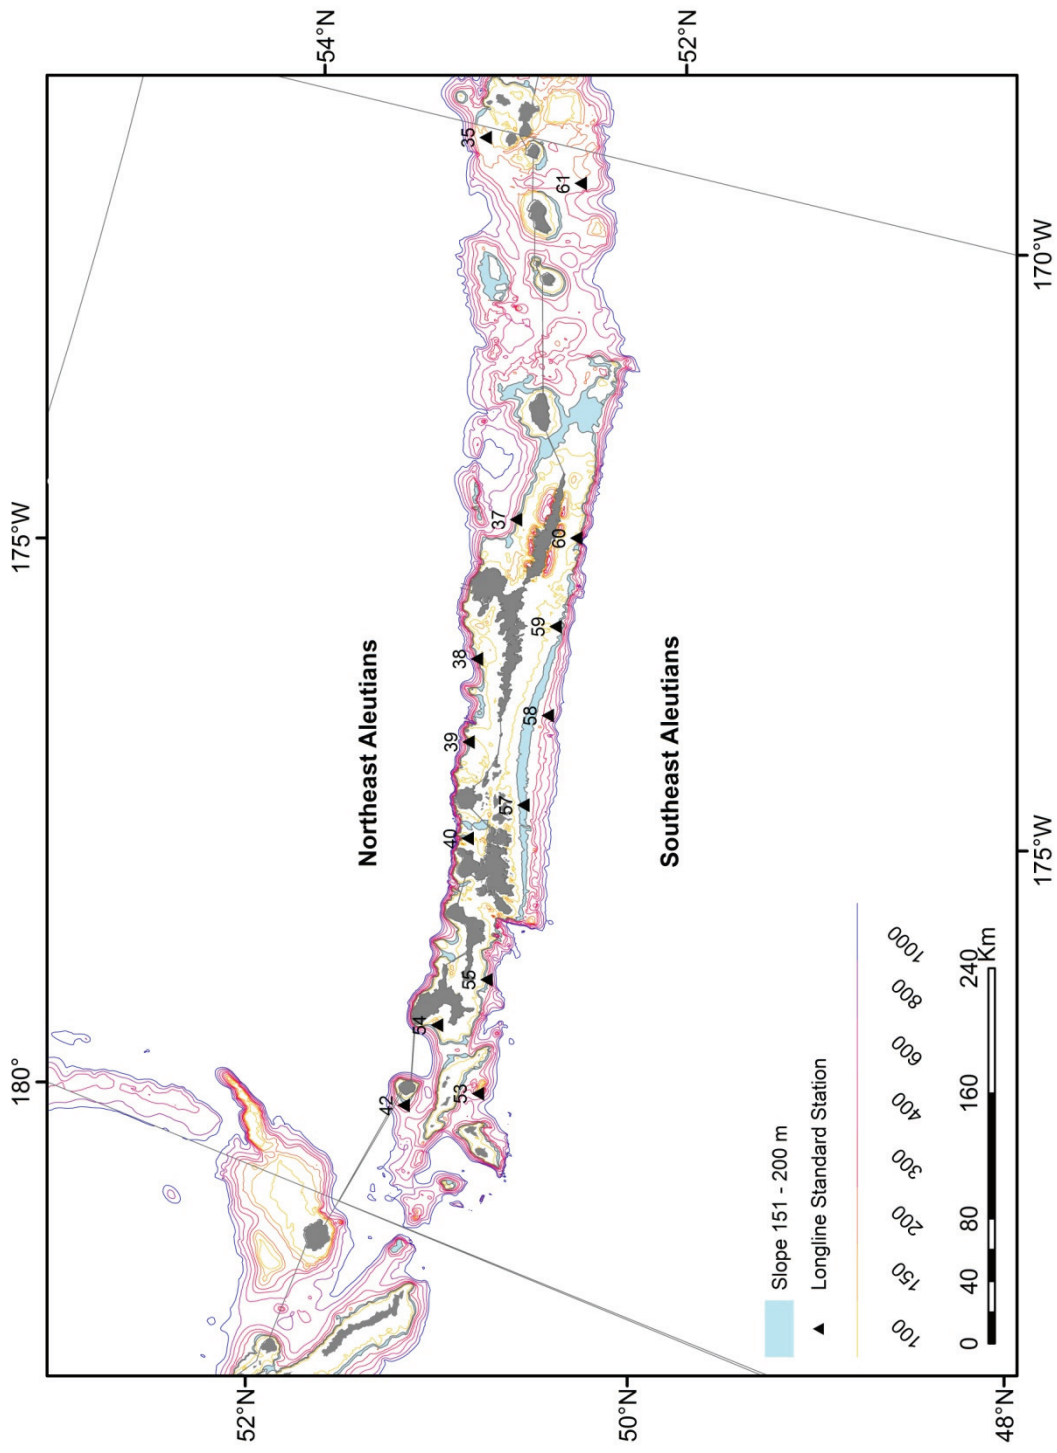 54°N
52°N
170°W
175°W
180°
175°W
52°N
50°N
48°N
Northeast Aleutians
Southeast Aleutians
35
61
37
60
59
38
58
39
57
40
55
54
42
53
Slope 151 - 200 m
Longline Standard Station
100 150 200 300 400 600 800 1000
0 40 80 160 240
Km